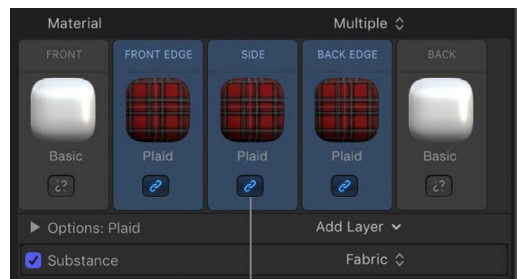 Material Multiple
FRONT FRONT EDGE SIDE BACK EDGE BACK
Basic Plaid Plaid Plaid Basic
Options: Plaid Add Layer
Substance Fabric